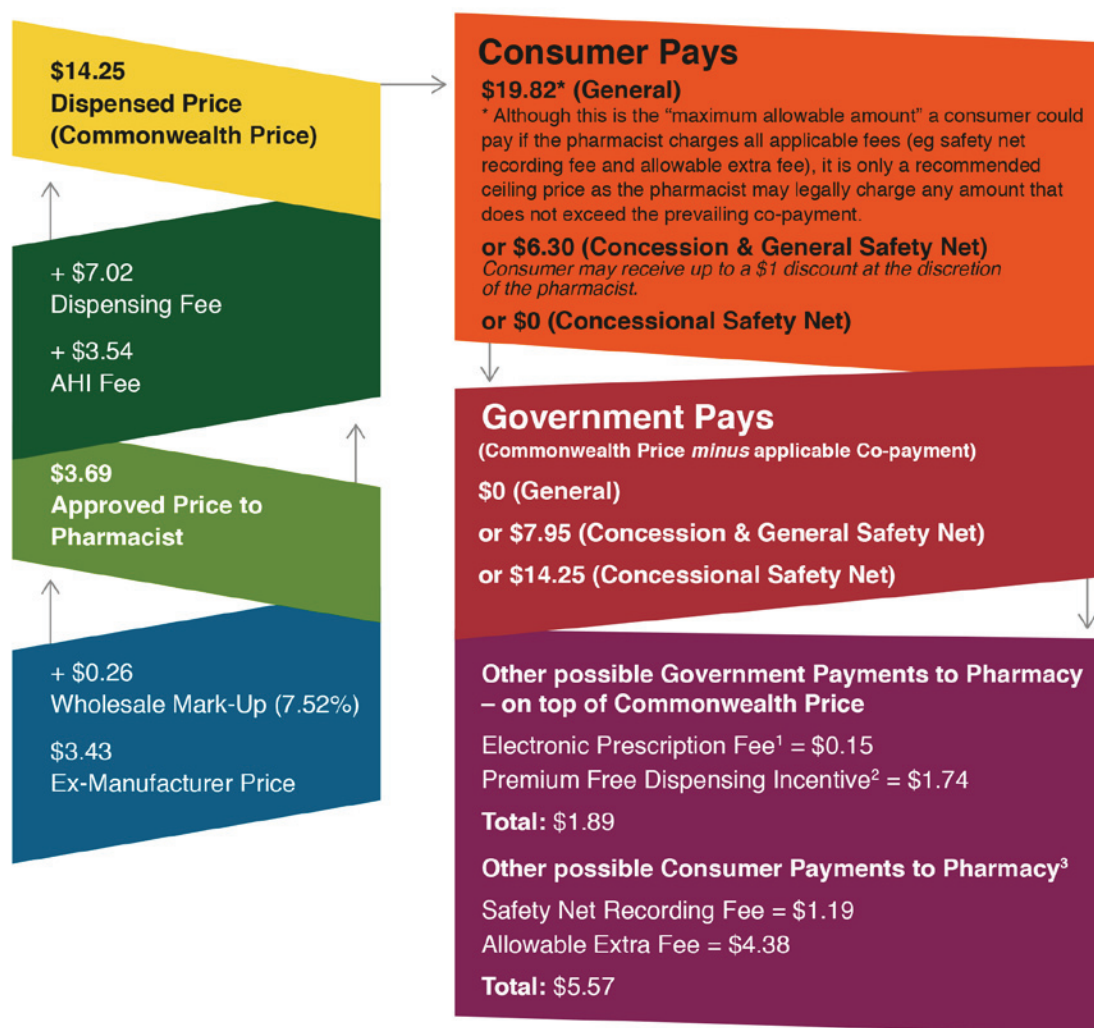 $14.25
Dispensed Price
(Commonwealth Price)
+ $7.02
Dispensing Fee
+ $3.54
AHI Fee
$3.69
Approved Price to
Pharmacist
+ $0.26
Wholesale Mark-Up (7.52%)
$3.43
Ex-Manufacturer Price
Consumer Pays
$19.82* (General)
* Although this is the “maximum allowable amount” a consumer could
pay if the pharmacist charges all applicable fees (eg safety net
recording fee and allowable extra fee), it is only a recommended
ceiling price as the pharmacist may legally charge any amount that
does not exceed the prevailing co-payment.
or $6.30 (Concession & General Safety Net)
Consumer may receive up to a $1 discount at the discretion
of the pharmacist.
or $0 (Concessional Safety Net)
Government Pays
(Commonwealth Price minus applicable Co-payment)
$0 (General)
or $7.95 (Concession & General Safety Net)
or $14.25 (Concessional Safety Net)
Other possible Government Payments to Pharmacy
– on top of Commonwealth Price
Electronic Prescription Fee¹ = $0.15
Premium Free Dispensing Incentive² = $1.74
Total: $1.89
Other possible Consumer Payments to Pharmacy³
Safety Net Recording Fee = $1.19
Allowable Extra Fee = $4.38
Total: $5.57